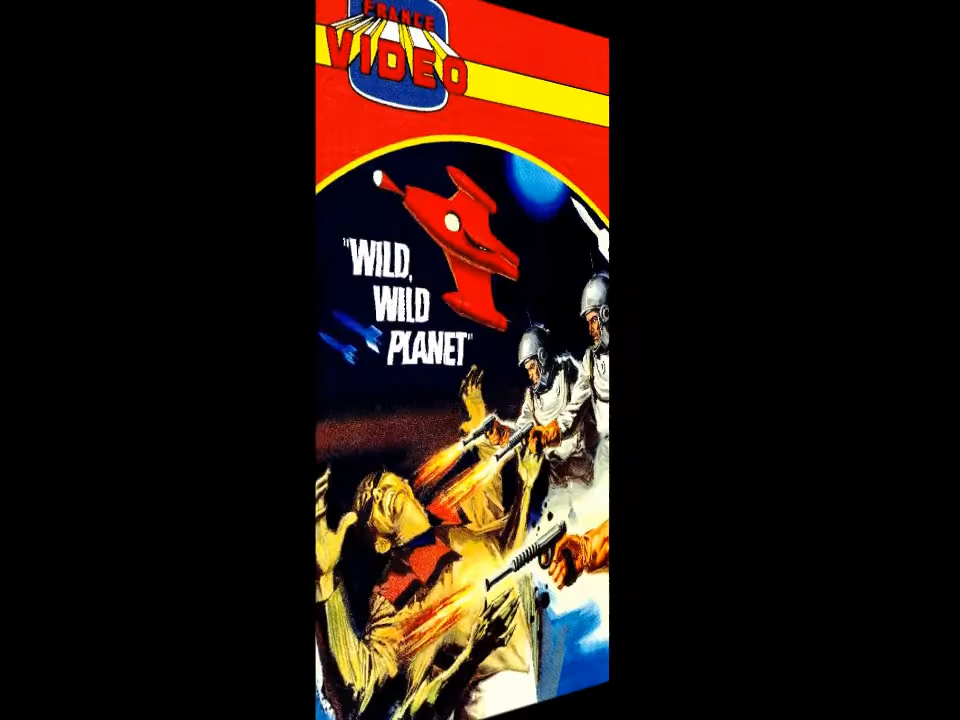 FRANCE
VIDEO
"WILD,
WILD
PLANET"